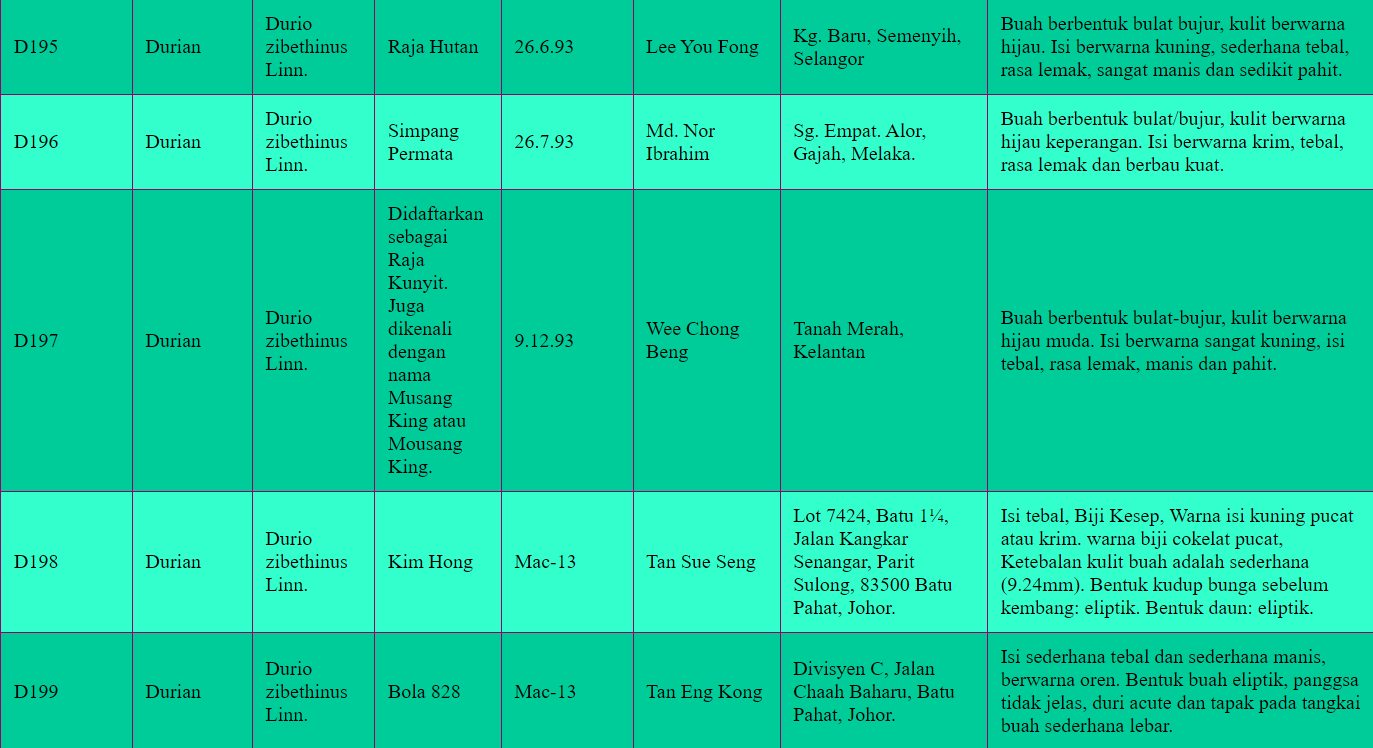 D195
Durian
Durio
zibethinus
Linn.
Raja Hutan
26.6.93
Lee You Fong
Kg. Baru, Semenyih,
Selangor
Buah berbentuk bulat bujur, kulit berwarna
hijau. Isi berwarna kuning, sederhana tebal,
rasa lemak, sangat manis dan sedikit pahit.
D196
Durian
Durio
zibethinus
Linn.
Simpang
Permata
26.7.93
Md. Nor
Ibrahim
Sg. Empat. Alor,
Gajah, Melaka.
Buah berbentuk bulat/bujur, kulit berwarna
hijau keperangan. Isi berwarna krim, tebal,
rasa lemak dan berbau kuat.
D197
Durian
Durio
zibethinus
Linn.
Didaftarkan
sebagai
Raja
Kunyit.
Juga
dikenali
dengan
nama
Musang
King atau
Mousang
King.
9.12.93
Wee Chong
Beng
Tanah Merah,
Kelantan
Buah berbentuk bulat-bujur, kulit berwarna
hijau muda. Isi berwarna sangat kuning, isi
tebal, rasa lemak, manis dan pahit.
D198
Durian
Durio
zibethinus
Linn.
Kim Hong
Mac-13
Tan Sue Seng
Lot 7424, Batu 1¼,
Jalan Kangkar
Senangar, Parit
Sulong, 83500 Batu
Pahat, Johor.
Isi tebal, Biji Kesep, Warna isi kuning pucat
atau krim. warna biji cokelat pucat,
Ketebalan kulit buah adalah sederhana
(9.24mm). Bentuk kudup bunga sebelum
kembang: eliptik. Bentuk daun: eliptik.
D199
Durian
Durio
zibethinus
Linn.
Bola 828
Mac-13
Tan Eng Kong
Divisyen C, Jalan
Chaah Baharu, Batu
Pahat, Johor.
Isi sederhana tebal dan sederhana manis,
berwarna oren. Bentuk buah eliptik, panggsa
tidak jelas, duri acute dan tapak pada tangkai
buah sederhana lebar.